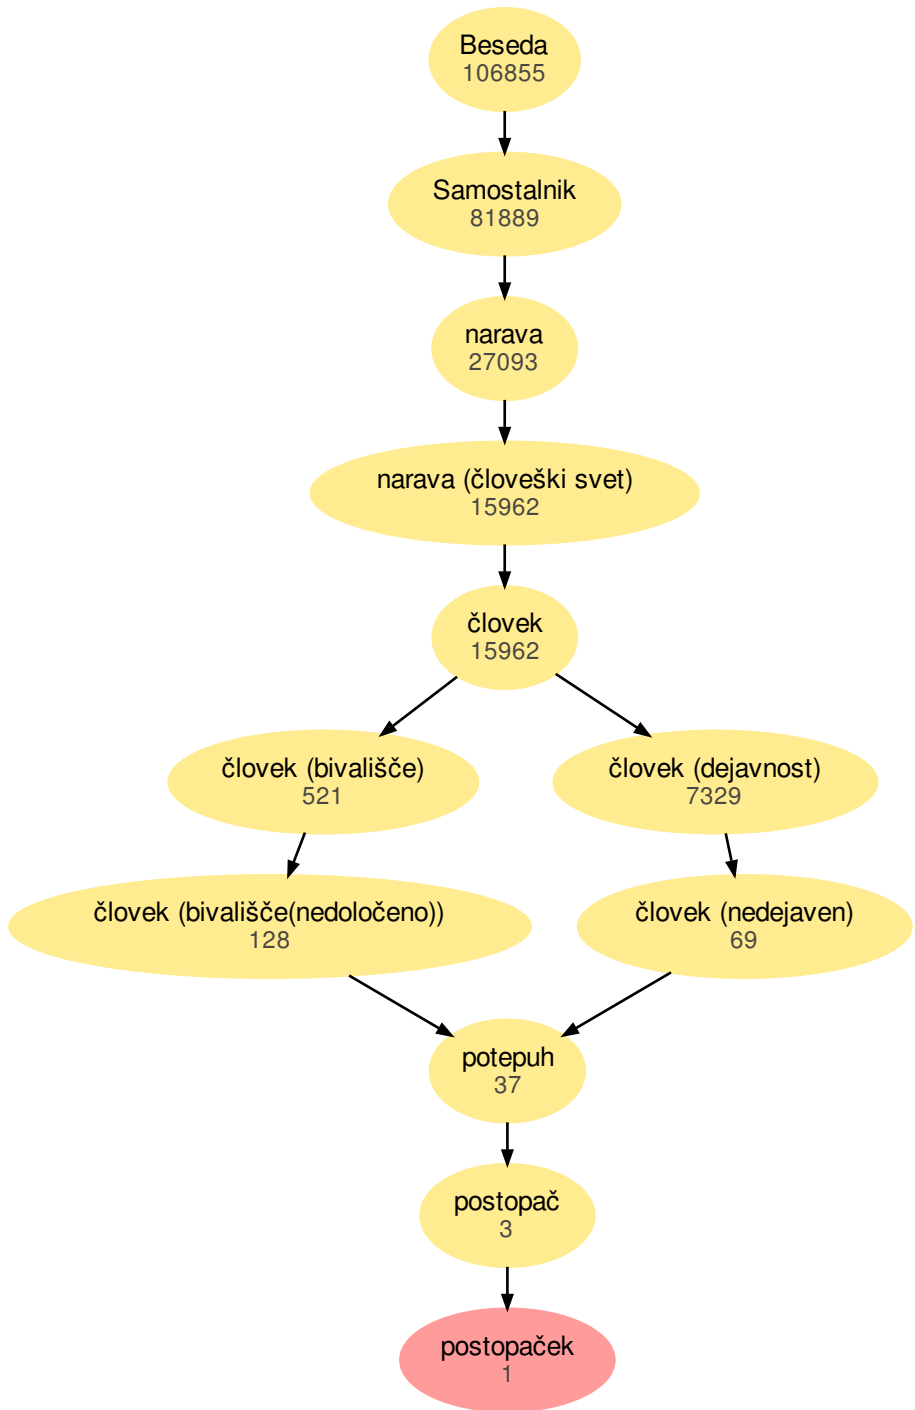 Beseda
106855
Samostalnik
81889
narava
27093
narava (človeški svet)
15962
človek
15962
človek (bivališče)
521
človek (dejavnost)
7329
človek (bivališče(nedoločeno))
128
človek (nedejaven)
69
potepuh
37
postopač
3
postopaček
1